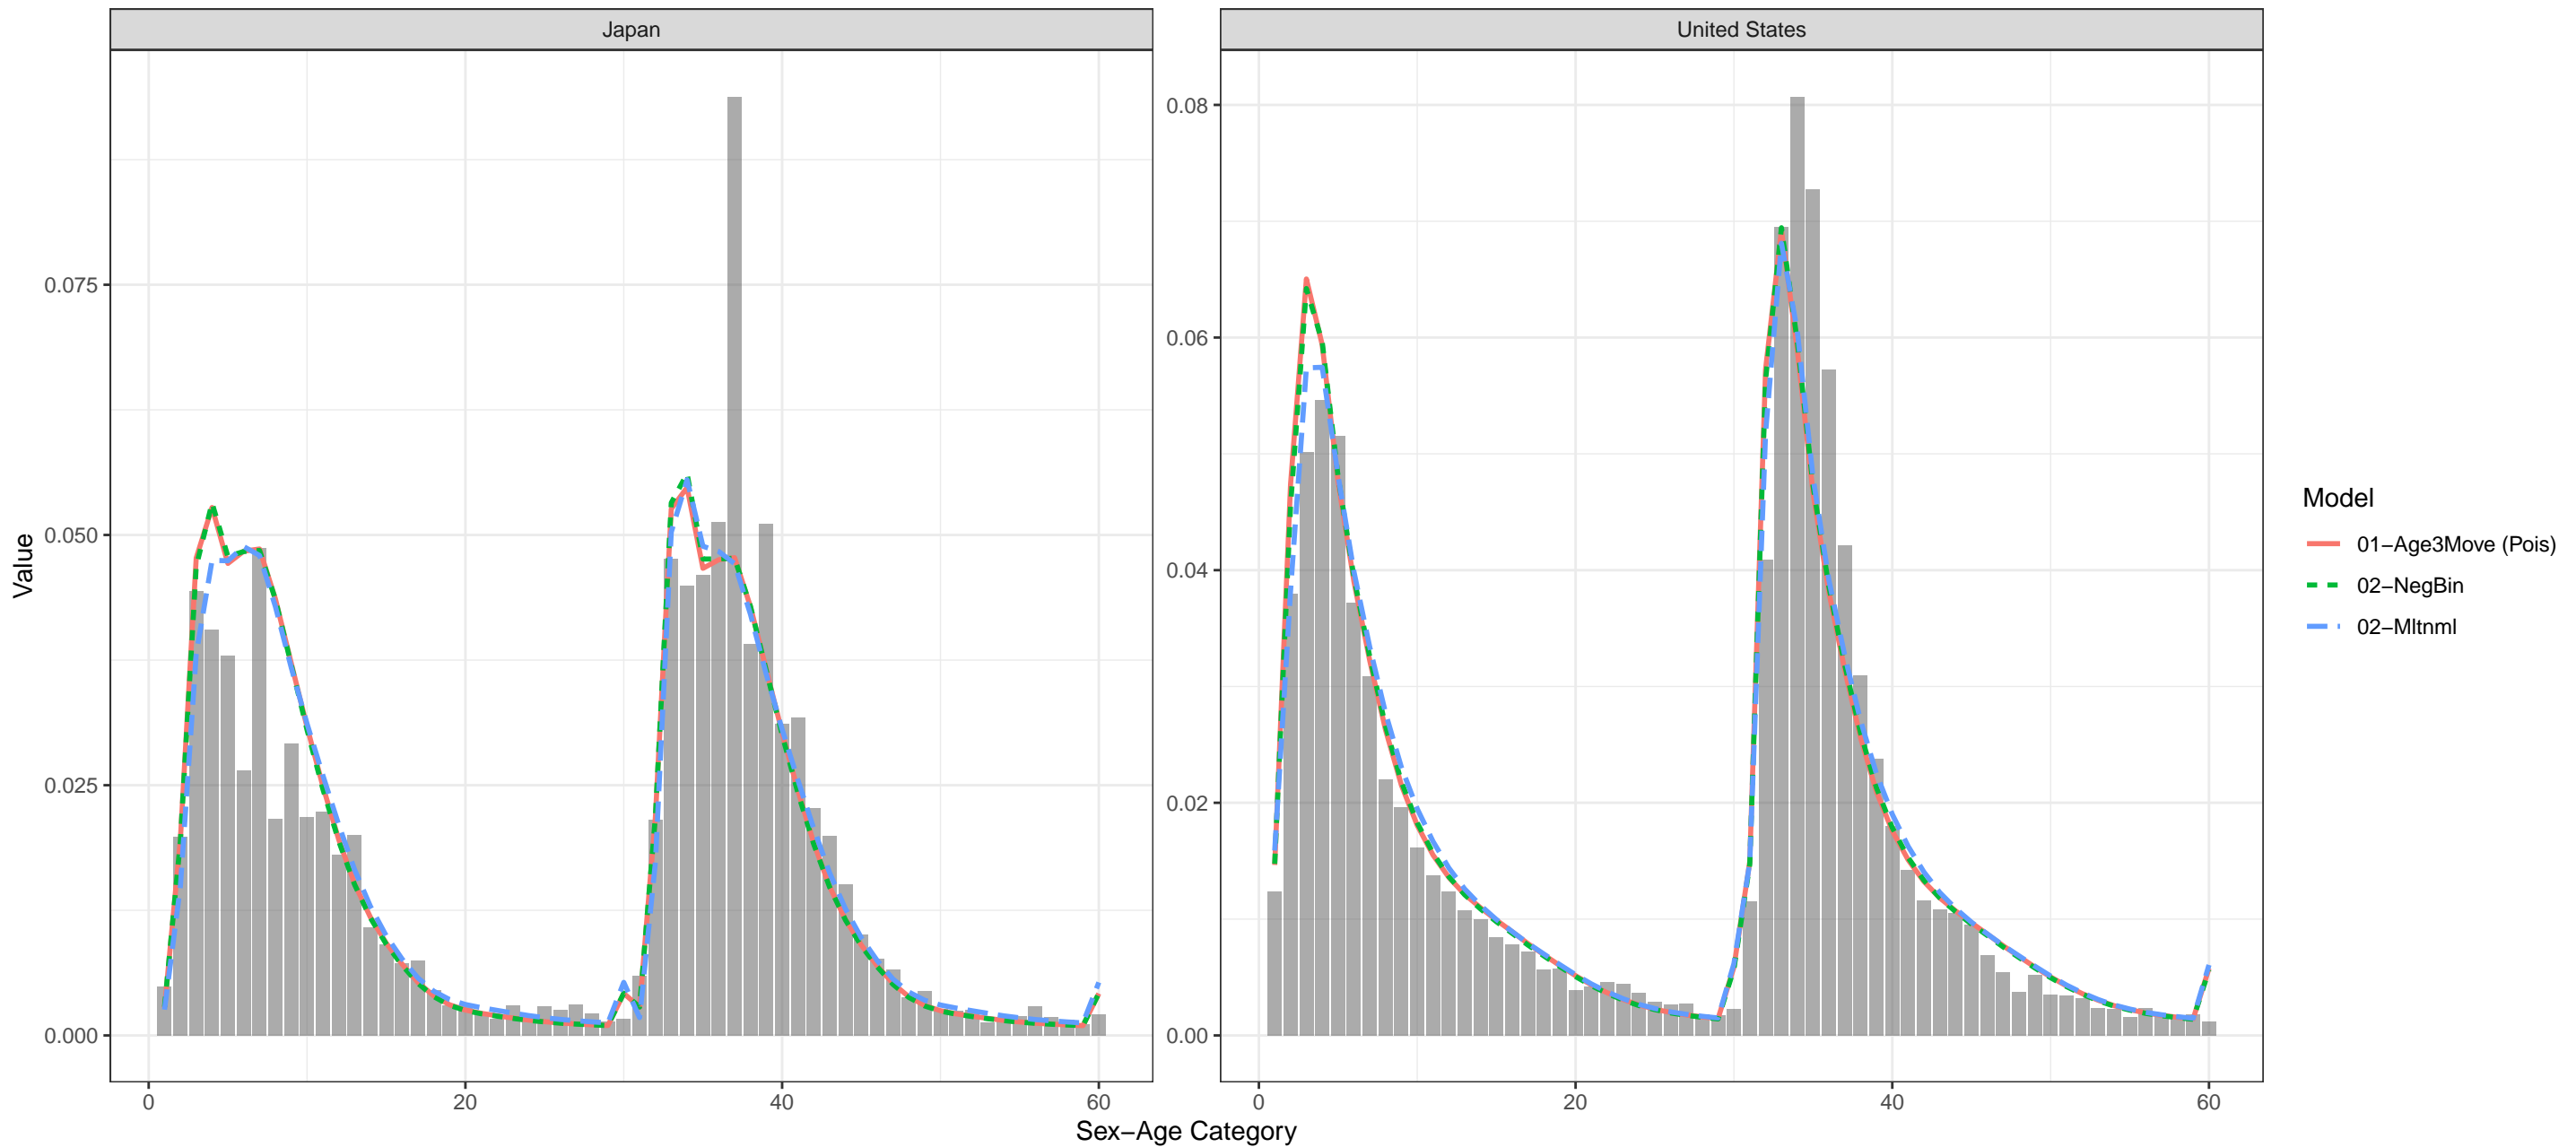 Japan
United States
Value
0.075
0.050
0.025
0.000
0.08
0.06
0.04
0.02
0.00
0
20
40
60
0
20
40
60
Sex−Age Category
Model
01−Age3Move (Pois)
02−NegBin
02−Mltnml